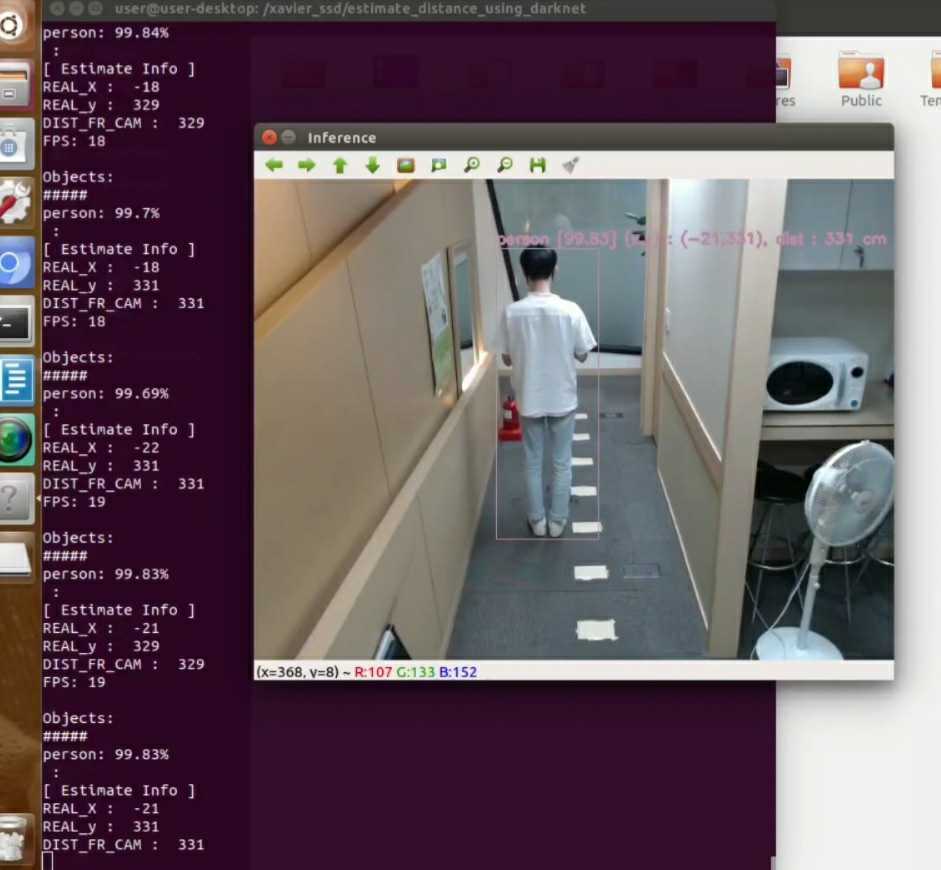 user@user-desktop: /xavier_ssd/estimate_distance_using_darknet
person: 99.84%
:
[ Estimate Info ]
REAL_X : -18
REAL_y : 329
DIST_FR_CAM : 329
FPS: 18
Objects:
#####
person: 99.7%
:
[ Estimate Info ]
REAL_X : -18
REAL_y : 331
DIST_FR_CAM : 331
FPS: 18
Objects:
#####
person: 99.69%
:
[ Estimate Info ]
REAL_X : -22
REAL_y : 331
DIST_FR_CAM : 331
FPS: 19
Objects:
#####
person: 99.83%
:
[ Estimate Info ]
REAL_X : -21
REAL_y : 329
DIST_FR_CAM : 329
FPS: 19
Objects:
#####
person: 99.83%
:
[ Estimate Info ]
REAL_X : -21
REAL_y : 331
DIST_FR_CAM : 331
Inference
person [99.83] (x,y) : (-21,331), dist : 331 cm
(x=368, y=8) ~ R:107 G:133 B:152
Public